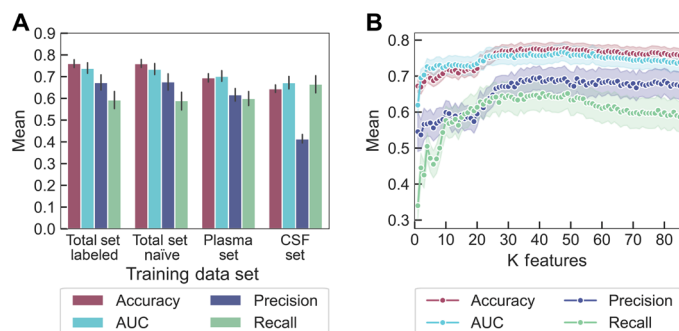 A
0.9
0.8
0.7
0.6
0.5
0.4
0.3
0.2
0.1
0.0
Mean
Total set labeled
Total set naïve
Plasma set
CSF set
Training data set
Accuracy
Precision
AUC
Recall
B
0.8
0.7
0.6
0.5
0.4
0.3
Mean
0 10 20 30 40 50 60 70 80
K features
Accuracy
Precision
AUC
Recall